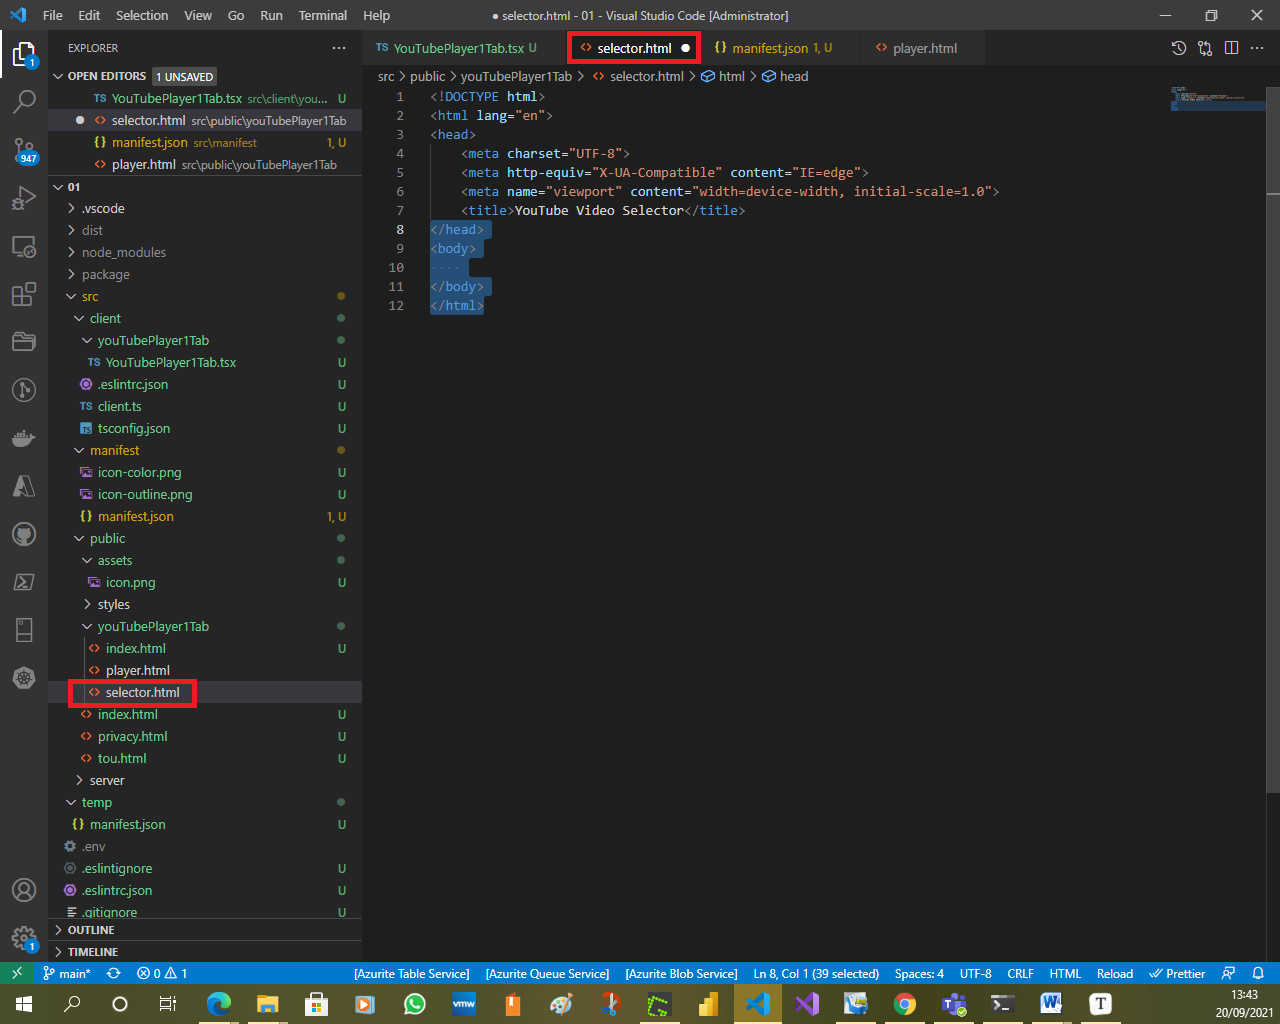 File Edit Selection View Go Run Terminal Help ● selector.html - 01 - Visual Studio Code [Administrator]
EXPLORER
OPEN EDITORS 1 UNSAVED
TS YouTubePlayer1Tab.tsx src\client\you... U
selector.html src\public\youTubePlayer1Tab
{} manifest.json src\manifest 1, U
player.html src\public\youTubePlayer1Tab
01
.vscode
dist
node_modules
package
src
client
youTubePlayer1Tab
TS YouTubePlayer1Tab.tsx U
.eslintrc.json U
TS client.ts U
tsconfig.json U
manifest
icon-color.png U
icon-outline.png U
{} manifest.json 1, U
public
assets
icon.png U
styles
youTubePlayer1Tab
index.html U
player.html
selector.html
index.html U
privacy.html U
tou.html U
server
temp
{} manifest.json U
.env
.eslintignore U
.eslintrc.json U
.gitignore U
OUTLINE
TIMELINE
1
947
1
TS YouTubePlayer1Tab.tsx U selector.html ● {} manifest.json 1, U player.html
src > public > youTubePlayer1Tab > selector.html > html > head
1 <!DOCTYPE html>
2 <html lang="en">
3 <head>
4 <meta charset="UTF-8">
5 <meta http-equiv="X-UA-Compatible" content="IE=edge">
6 <meta name="viewport" content="width=device-width, initial-scale=1.0">
7 <title>YouTube Video Selector</title>
8 </head>
9 <body>
10 ····
11 </body>
12 </html>
main* 0 1 [Azurite Table Service] [Azurite Queue Service] [Azurite Blob Service] Ln 8, Col 1 (39 selected) Spaces: 4 UTF-8 CRLF HTML Reload Prettier
vmw
W
T
13:43
20/09/2021